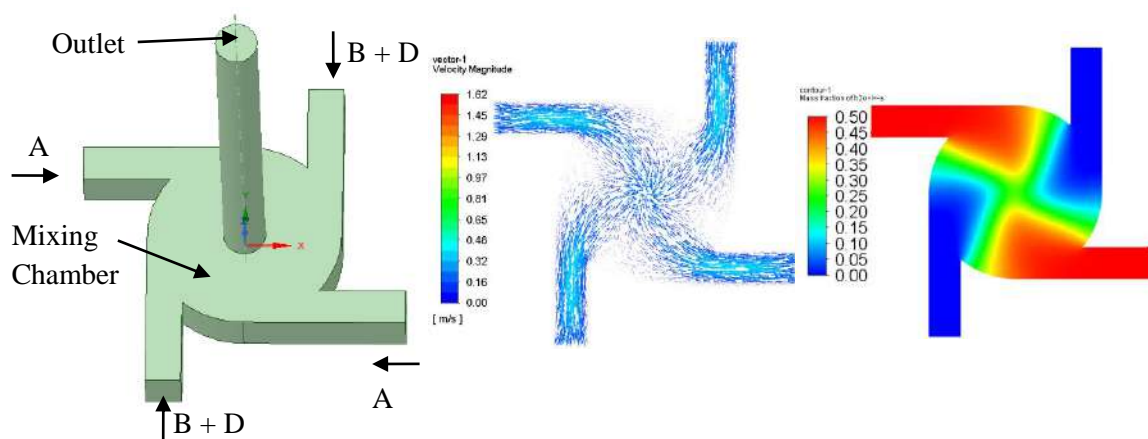 Outlet
B + D
A
Mixing
Chamber
A
B + D
Y
X
vector-1
Velocity Magnitude
1.62
1.45
1.29
1.13
0.97
0.81
0.65
0.48
0.32
0.16
0.00
[ m/s ]
contour-1
0.50
0.45
0.40
0.35
0.30
0.25
0.20
0.15
0.10
0.05
0.00